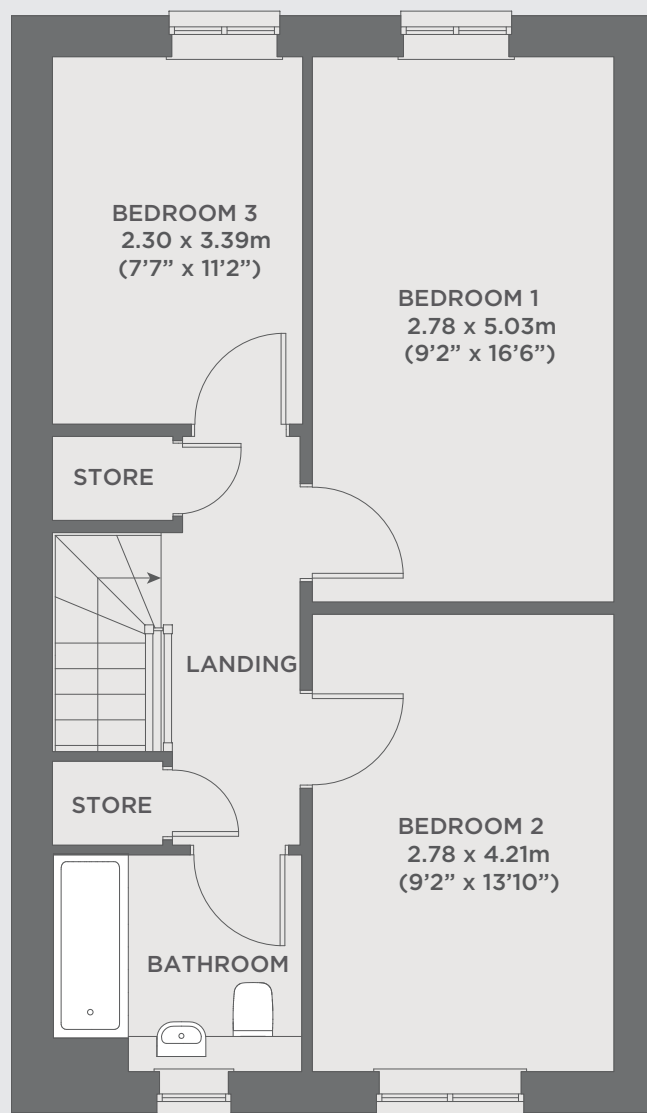 BEDROOM 3
2.30 x 3.39m
(7’7” x 11’2”)
BEDROOM 1
2.78 x 5.03m
(9’2” x 16’6”)
STORE
LANDING
STORE
BEDROOM 2
2.78 x 4.21m
(9’2” x 13’10”)
BATHROOM